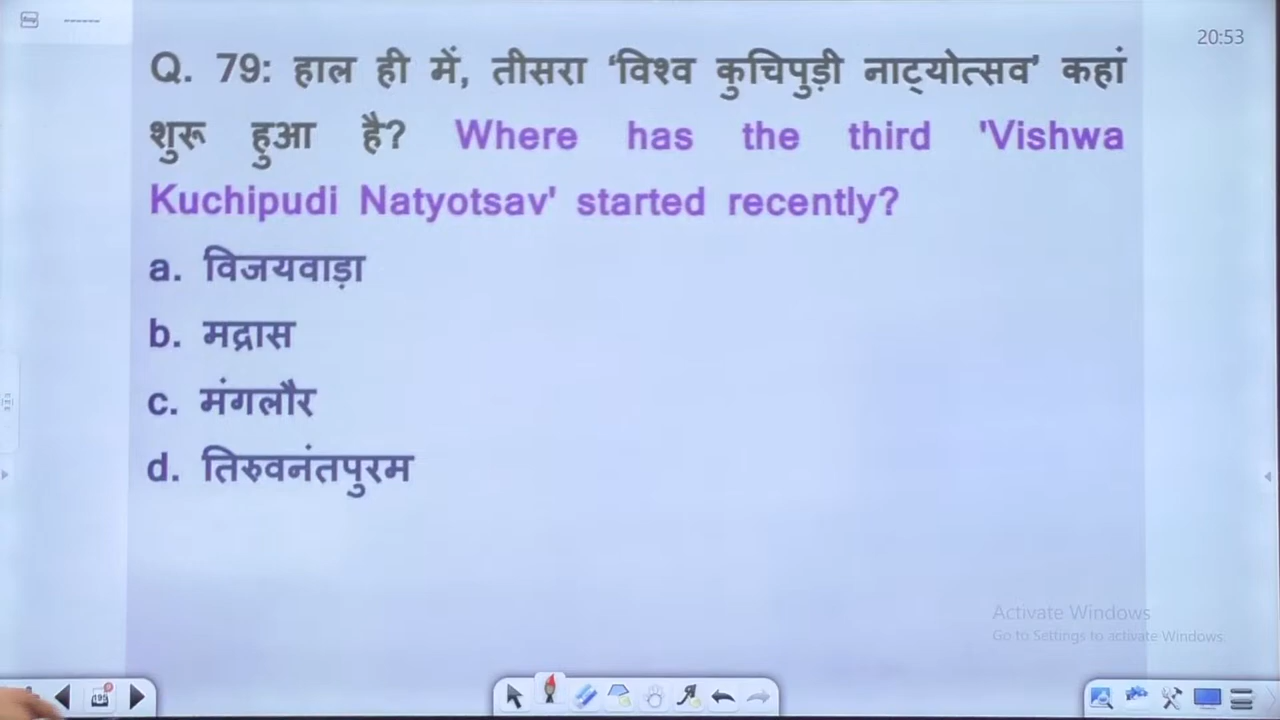 20:53
Q. 79: हाल ही में, तीसरा ‘विश्व कुचिपुड़ी नाट्योत्सव’ कहां
शुरू हुआ है? Where has the third 'Vishwa
Kuchipudi Natyotsav' started recently?
a. विजयवाड़ा
b. मद्रास
c. मंगलौर
d. तिरुवनंतपुरम
Activate Windows
Go to Settings to activate Windows.
195